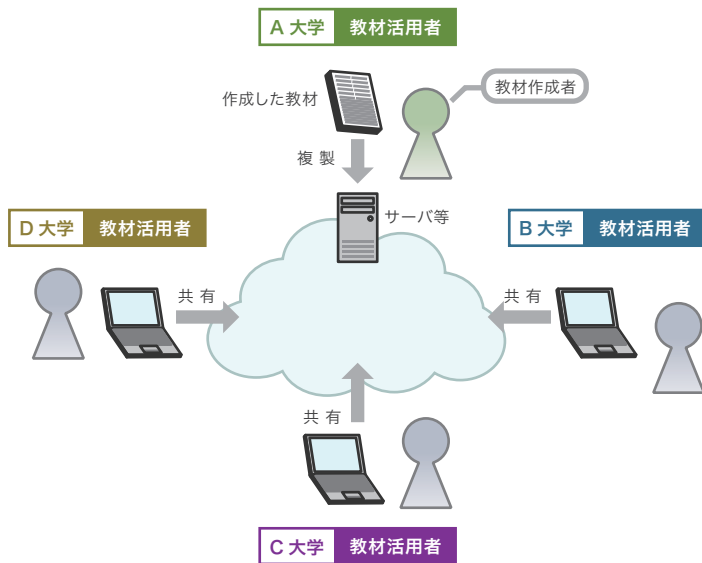 A 大学 教材活用者
作成した教材
教材作成者
複 製
サーバ等
D 大学 教材活用者
B 大学 教材活用者
共 有
共 有
共 有
C 大学 教材活用者